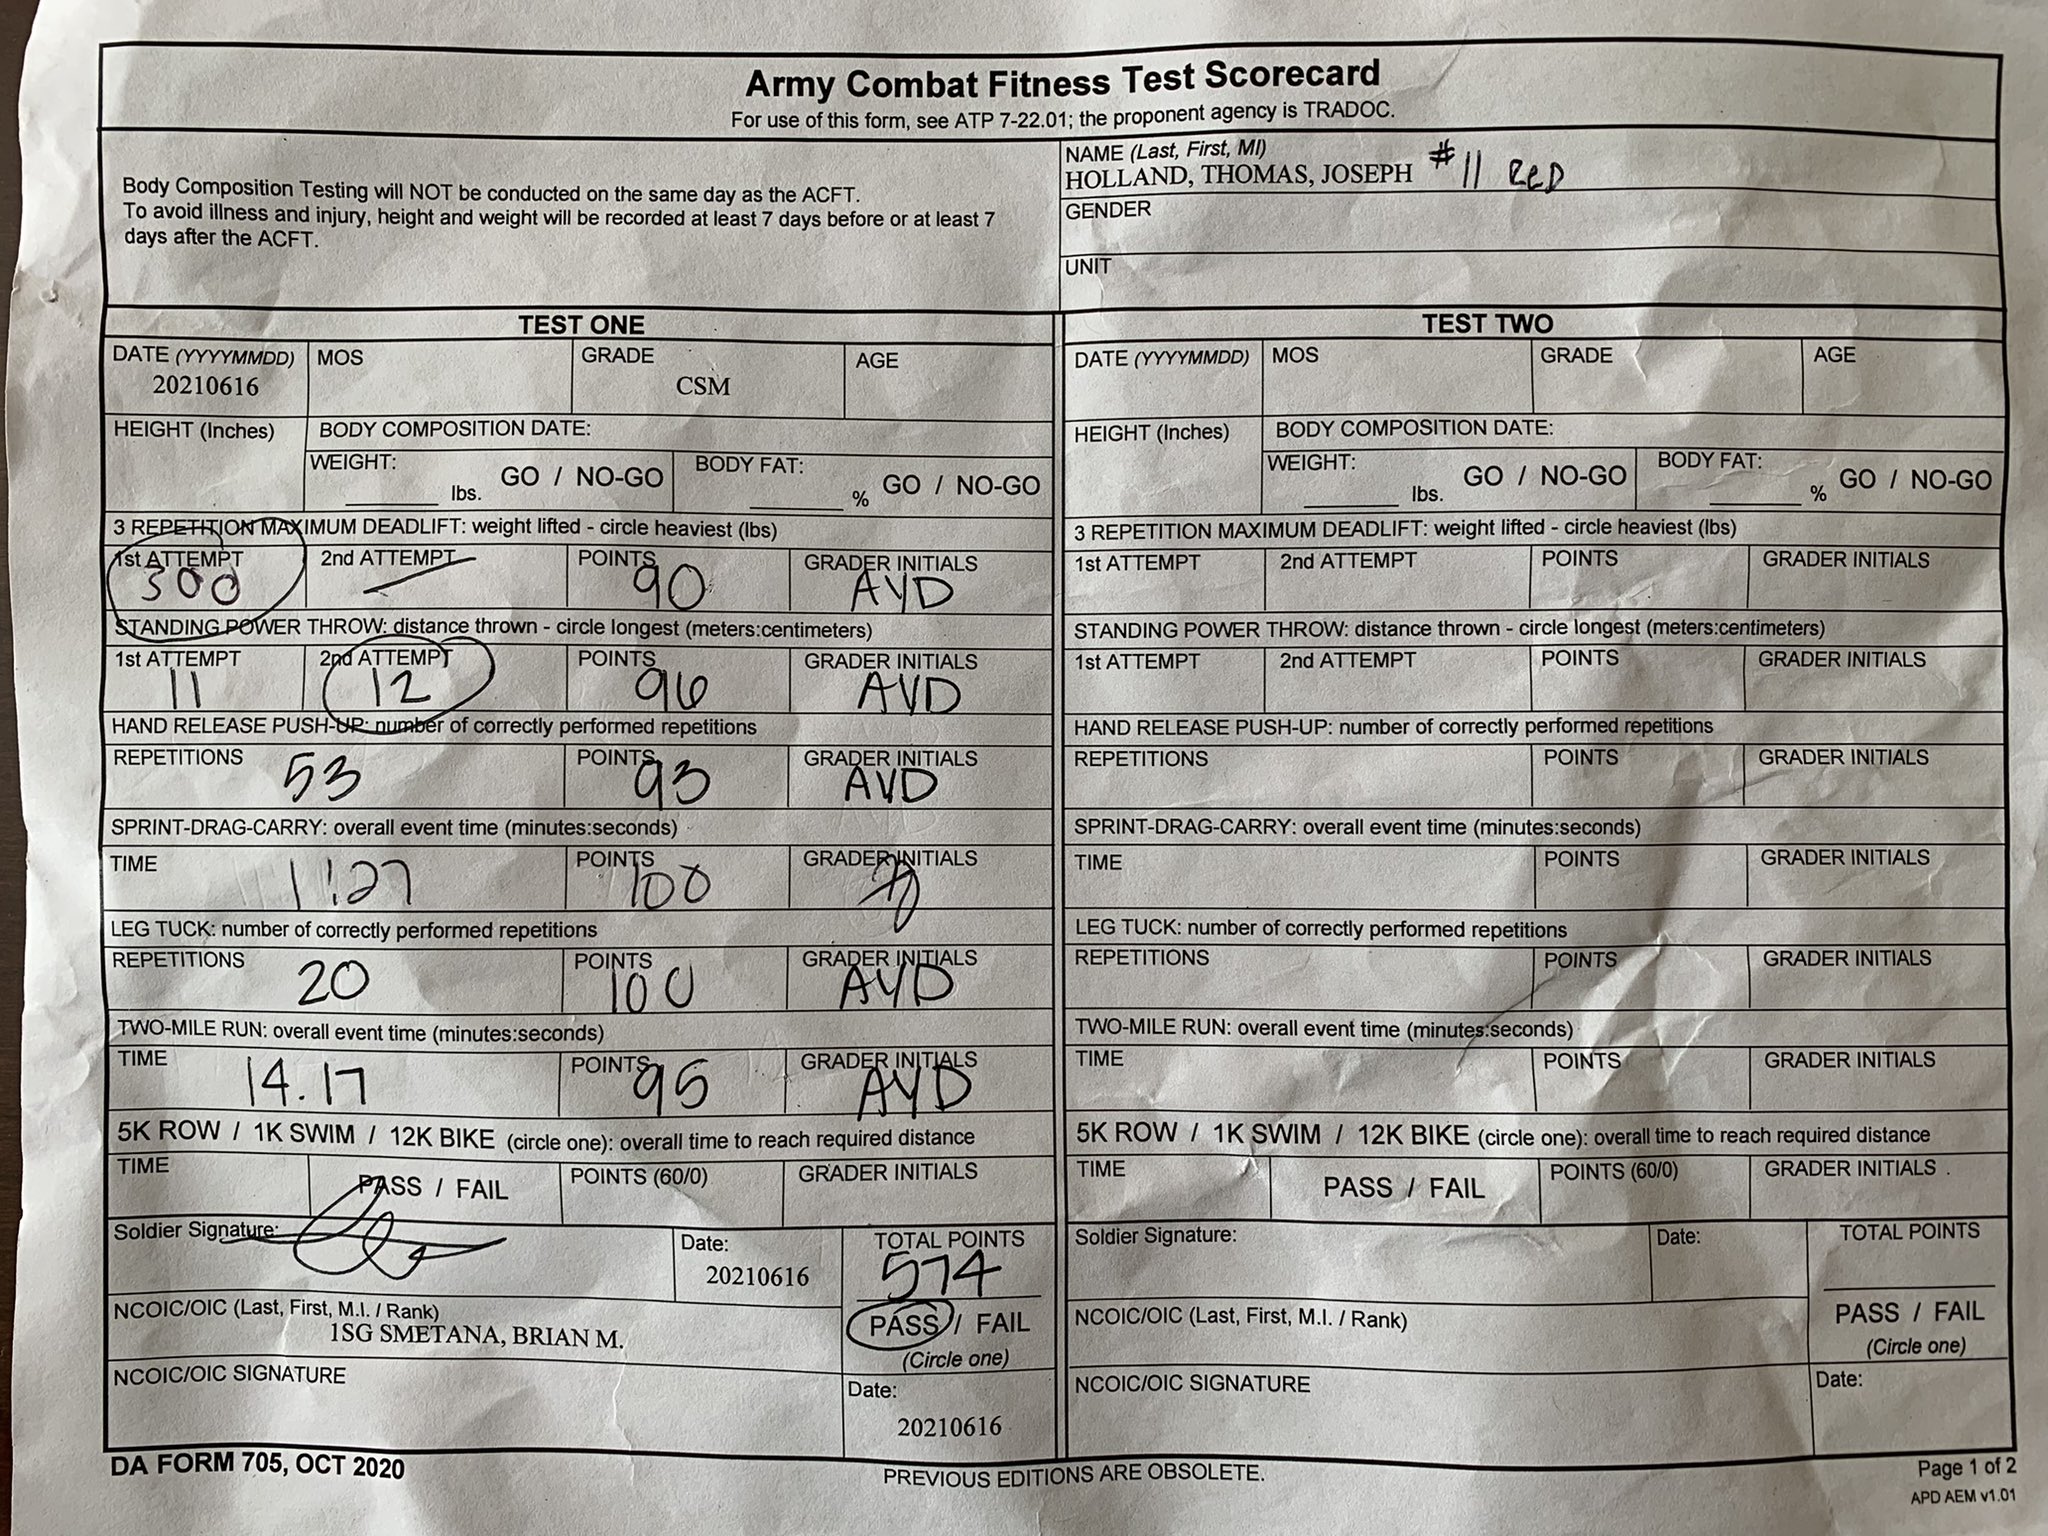 Army Combat Fitness Test Scorecard
For use of this form, see ATP 7-22.01; the proponent agency is TRADOC.
Body Composition Testing will NOT be conducted on the same day as the ACFT.
To avoid illness and injury, height and weight will be recorded at least 7 days before or at least 7
days after the ACFT.
NAME (Last, First, MI)
HOLLAND, THOMAS, JOSEPH #11 RED
GENDER
UNIT
TEST ONE
DATE (YYYYMMDD) MOS GRADE AGE
20210616 CSM
HEIGHT (Inches) BODY COMPOSITION DATE:
WEIGHT: lbs. GO / NO-GO BODY FAT: % GO / NO-GO
3 REPETITION MAXIMUM DEADLIFT: weight lifted - circle heaviest (lbs)
1st ATTEMPT 2nd ATTEMPT POINTS GRADER INITIALS
300 90 AVD
STANDING POWER THROW: distance thrown - circle longest (meters:centimeters)
1st ATTEMPT 2nd ATTEMPT POINTS GRADER INITIALS
11 12 96 AVD
HAND RELEASE PUSH-UP: number of correctly performed repetitions
REPETITIONS POINTS GRADER INITIALS
53 93 AVD
SPRINT-DRAG-CARRY: overall event time (minutes:seconds)
TIME POINTS GRADER INITIALS
1:27 100
LEG TUCK: number of correctly performed repetitions
REPETITIONS POINTS GRADER INITIALS
20 100 AVD
TWO-MILE RUN: overall event time (minutes:seconds)
TIME POINTS GRADER INITIALS
14.17 95 AVD
5K ROW / 1K SWIM / 12K BIKE (circle one): overall time to reach required distance
TIME PASS / FAIL POINTS (60/0) GRADER INITIALS
Soldier Signature: Date: 20210616
TOTAL POINTS
574
PASS / FAIL
(Circle one)
NCOIC/OIC (Last, First, M.I. / Rank)
1SG SMETANA, BRIAN M.
NCOIC/OIC SIGNATURE
Date:
20210616
TEST TWO
DATE (YYYYMMDD) MOS GRADE AGE
HEIGHT (Inches) BODY COMPOSITION DATE:
WEIGHT: lbs. GO / NO-GO BODY FAT: % GO / NO-GO
3 REPETITION MAXIMUM DEADLIFT: weight lifted - circle heaviest (lbs)
1st ATTEMPT 2nd ATTEMPT POINTS GRADER INITIALS
STANDING POWER THROW: distance thrown - circle longest (meters:centimeters)
1st ATTEMPT 2nd ATTEMPT POINTS GRADER INITIALS
HAND RELEASE PUSH-UP: number of correctly performed repetitions
REPETITIONS POINTS GRADER INITIALS
SPRINT-DRAG-CARRY: overall event time (minutes:seconds)
TIME POINTS GRADER INITIALS
LEG TUCK: number of correctly performed repetitions
REPETITIONS POINTS GRADER INITIALS
TWO-MILE RUN: overall event time (minutes:seconds)
TIME POINTS GRADER INITIALS
5K ROW / 1K SWIM / 12K BIKE (circle one): overall time to reach required distance
TIME PASS / FAIL POINTS (60/0) GRADER INITIALS
Soldier Signature: Date:
TOTAL POINTS
PASS / FAIL
(Circle one)
NCOIC/OIC (Last, First, M.I. / Rank)
NCOIC/OIC SIGNATURE
Date:
DA FORM 705, OCT 2020
PREVIOUS EDITIONS ARE OBSOLETE.
Page 1 of 2
APD AEM v1.01